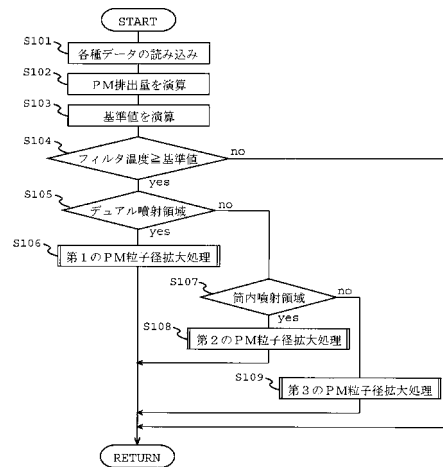 START
S101
各種データの読み込み
S102
PM排出量を演算
S103
基準値を演算
S104
フィルタ温度≧基準値
no
yes
S105
デュアル噴射領域
no
yes
S106
第1のPM粒子径拡大処理
S107
筒内噴射領域
no
yes
S108
第2のPM粒子径拡大処理
S109
第3のPM粒子径拡大処理
RETURN